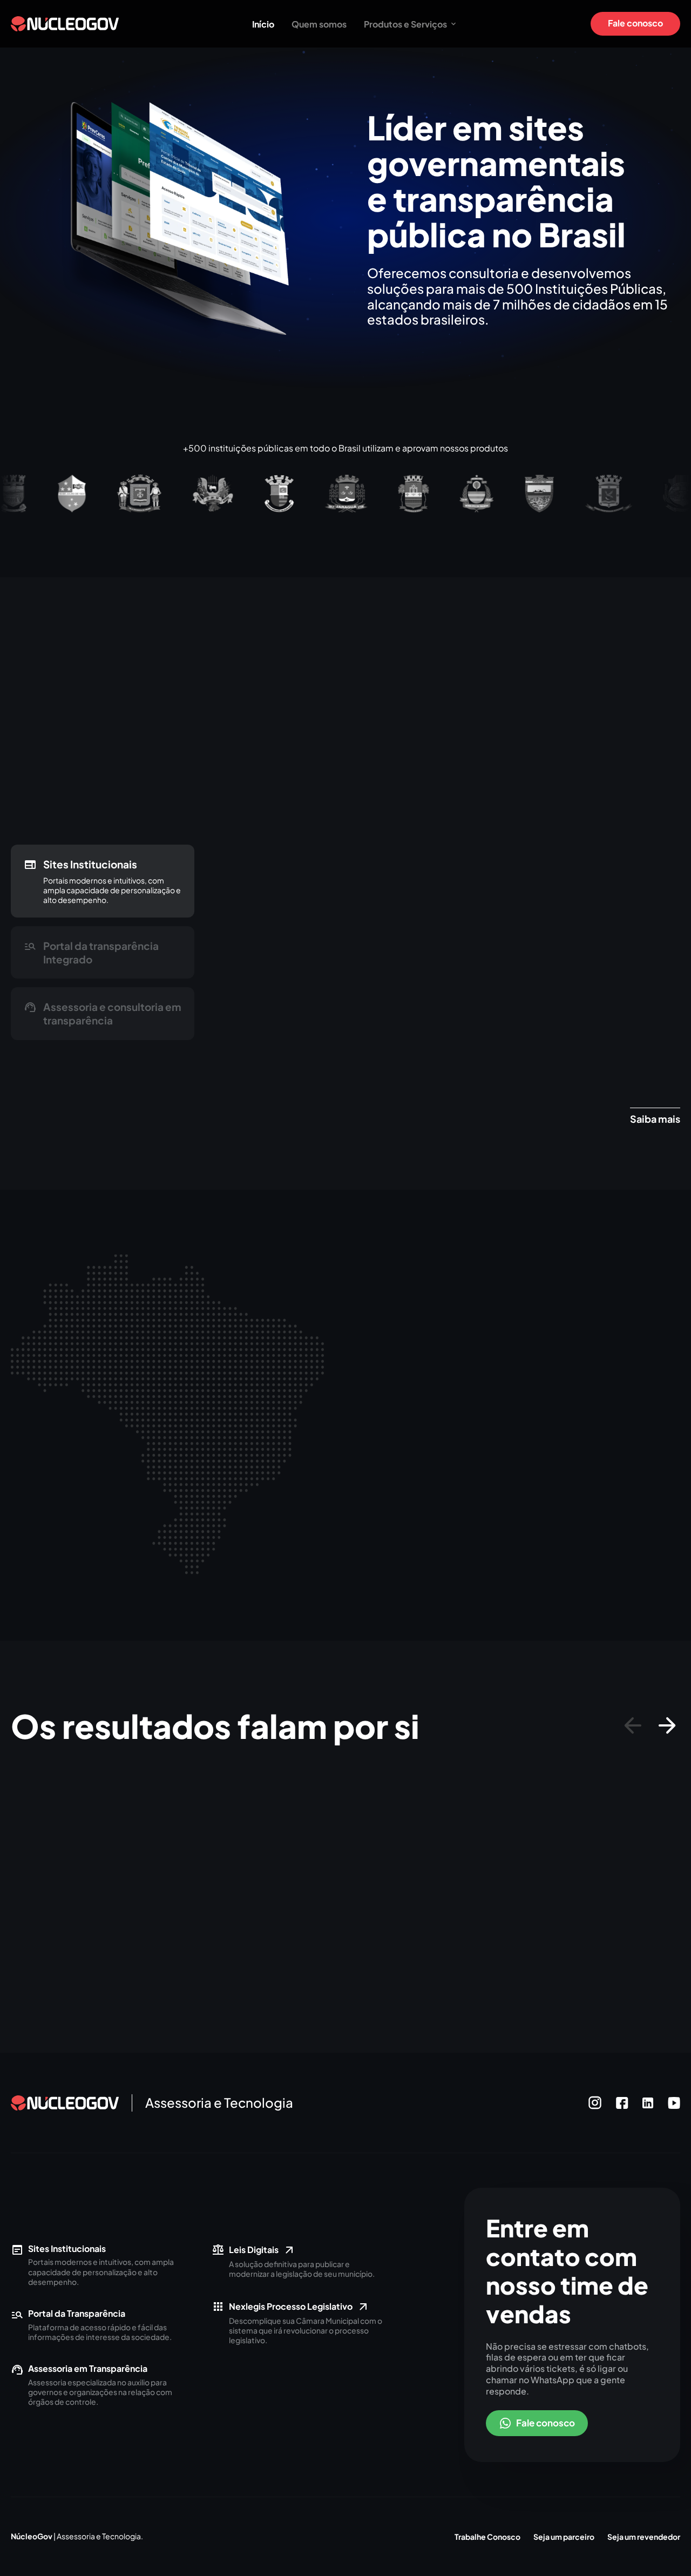 NÚCLEOGOV
Início
Quem somos
Produtos e Serviços
Fale conosco
Líder em sites
governamentais
e transparência
pública no Brasil
Oferecemos consultoria e desenvolvemos
soluções para mais de 500 Instituições Públicas,
alcançando mais de 7 milhões de cidadãos em 15
estados brasileiros.
+500 instituições públicas em todo o Brasil utilizam e aprovam nossos produtos
Sites Institucionais
Portais modernos e intuitivos, com
ampla capacidade de personalização e
alto desempenho.
Portal da transparência
Integrado
Assessoria e consultoria em
transparência
Saiba mais
Os resultados falam por si
NÚCLEOGOV
Assessoria e Tecnologia
Sites Institucionais
Portais modernos e intuitivos, com ampla
capacidade de personalização e alto
desempenho.
Portal da Transparência
Plataforma de acesso rápido e fácil das
informações de interesse da sociedade.
Assessoria em Transparência
Assessoria especializada no auxilio para
governos e organizações na relação com
órgãos de controle.
Leis Digitais
A solução definitiva para publicar e
modernizar a legislação de seu município.
Nexlegis Processo Legislativo
Descomplique sua Câmara Municipal com o
sistema que irá revolucionar o processo
legislativo.
Entre em
contato com
nosso time de
vendas
Não precisa se estressar com chatbots,
filas de espera ou em ter que ficar
abrindo vários tickets, é só ligar ou
chamar no WhatsApp que a gente
responde.
Fale conosco
NúcleoGov | Assessoria e Tecnologia.
Trabalhe Conosco
Seja um parceiro
Seja um revendedor